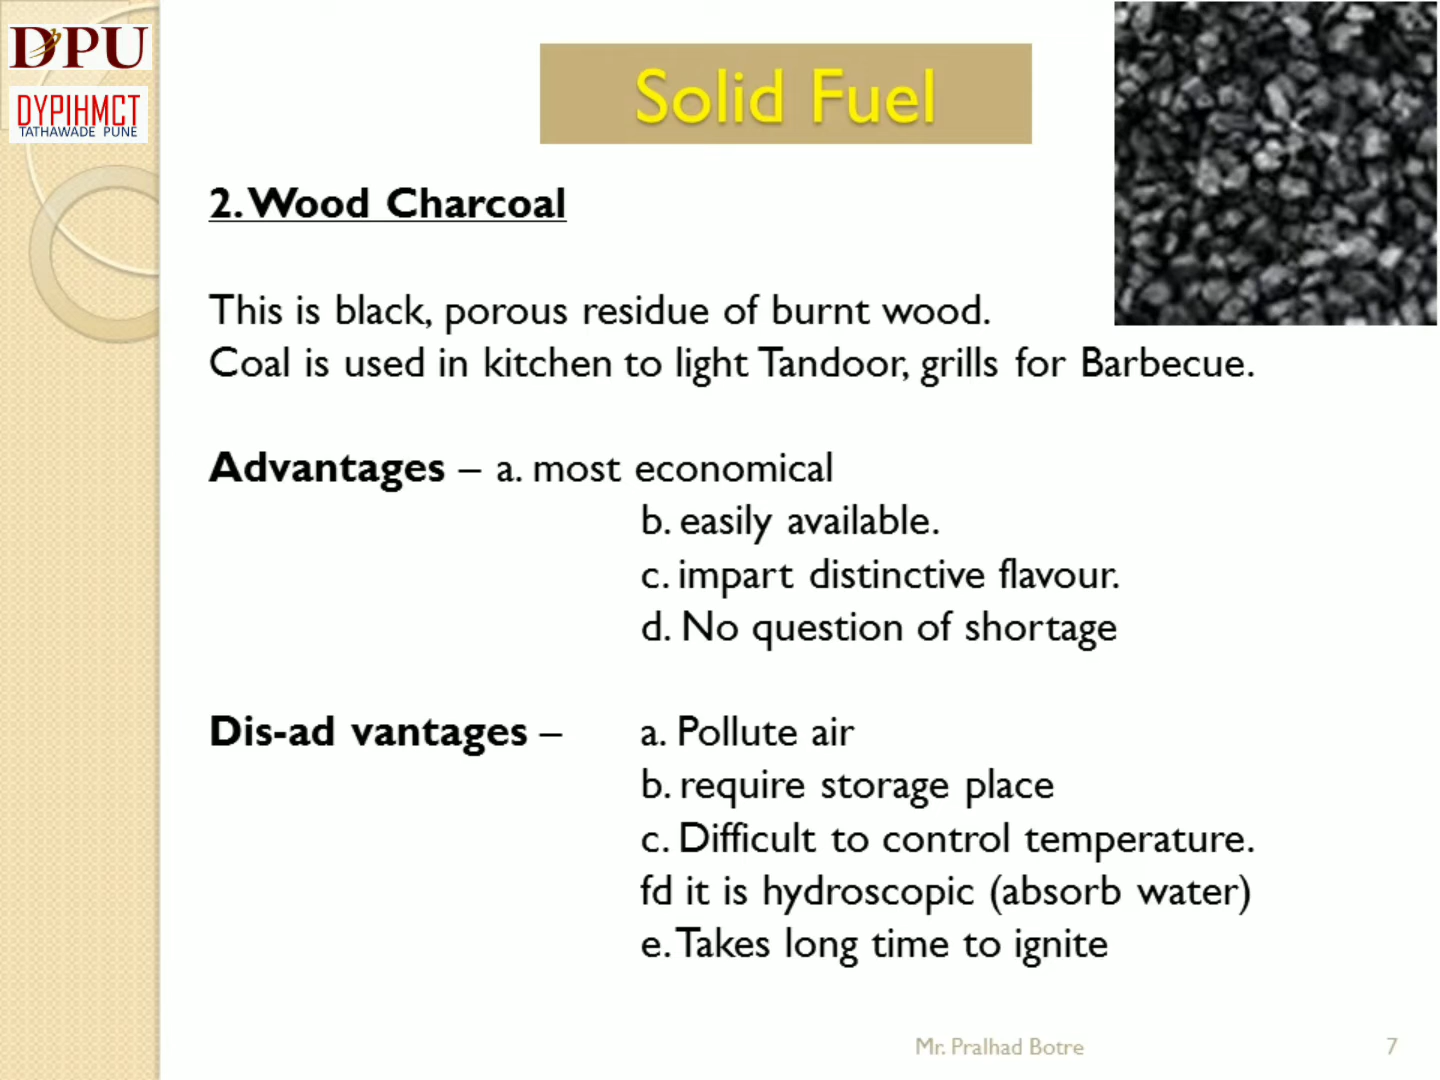 DPU
DYPIHMCT
TATHAWADE PUNE
Solid Fuel
2. Wood Charcoal
This is black, porous residue of burnt wood.
Coal is used in kitchen to light Tandoor, grills for Barbecue.
Advantages – a. most economical
b. easily available.
c. impart distinctive flavour.
d. No question of shortage
Dis-ad vantages – a. Pollute air
b. require storage place
c. Difficult to control temperature.
fd it is hydroscopic (absorb water)
e. Takes long time to ignite
Mr. Pralhad Botre 7